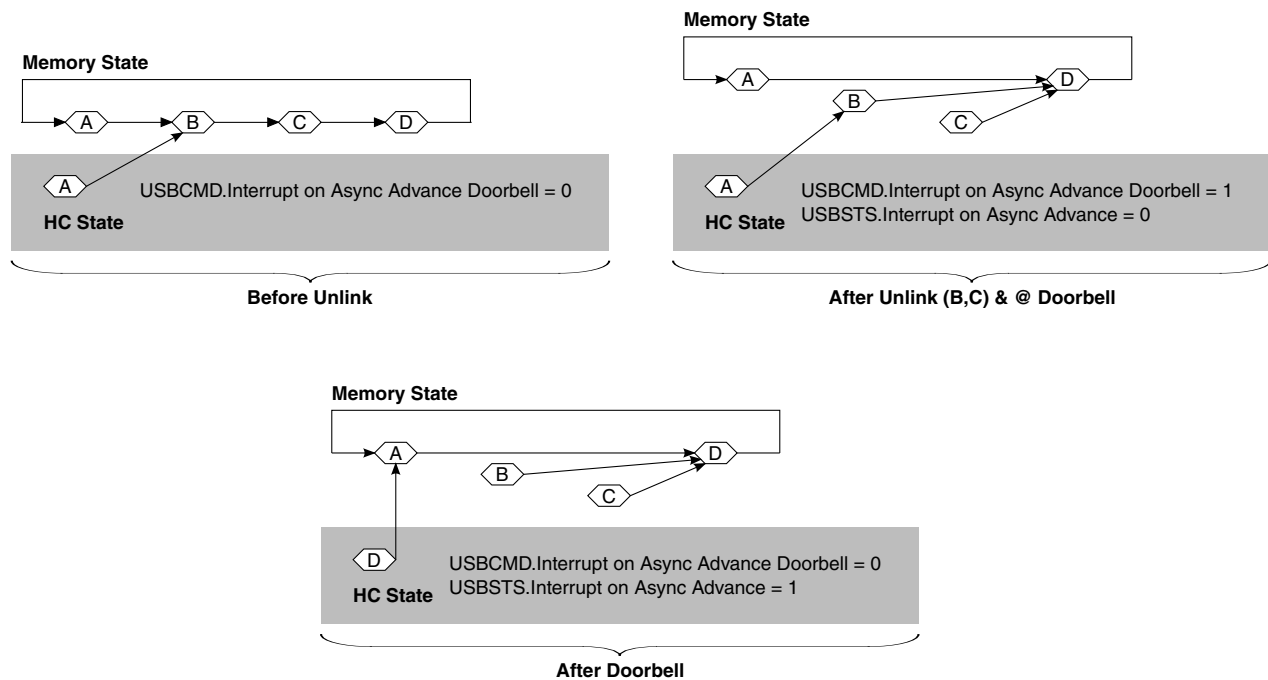 Memory State
A
B
C
D
A
USBCMD.Interrupt on Async Advance Doorbell = 0
HC State
Before Unlink
Memory State
A
D
B
C
A
USBCMD.Interrupt on Async Advance Doorbell = 1
USBSTS.Interrupt on Async Advance = 0
HC State
After Unlink (B,C) & @ Doorbell
Memory State
A
D
B
C
D
USBCMD.Interrupt on Async Advance Doorbell = 0
USBSTS.Interrupt on Async Advance = 1
HC State
After Doorbell